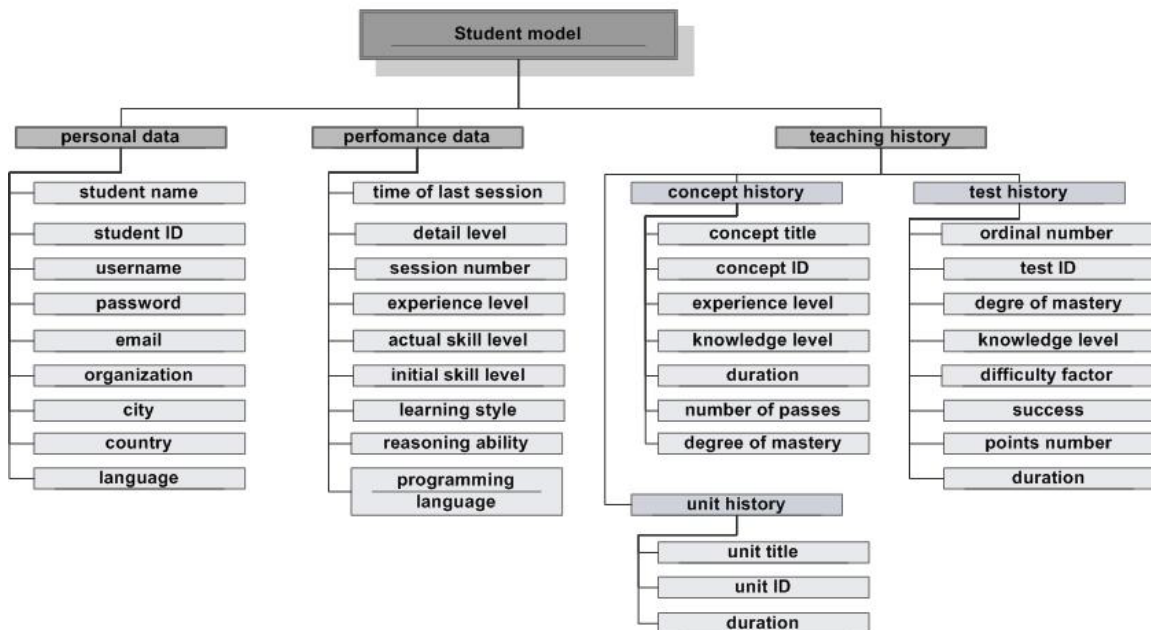 Student model
personal data
student name
student ID
username
password
email
organization
city
country
language
perfomance data
time of last session
detail level
session number
experience level
actual skill level
initial skill level
learning style
reasoning ability
programming
language
teaching history
concept history
concept title
concept ID
experience level
knowledge level
duration
number of passes
degree of mastery
test history
ordinal number
test ID
degre of mastery
knowledge level
difficulty factor
success
points number
duration
unit history
unit title
unit ID
duration